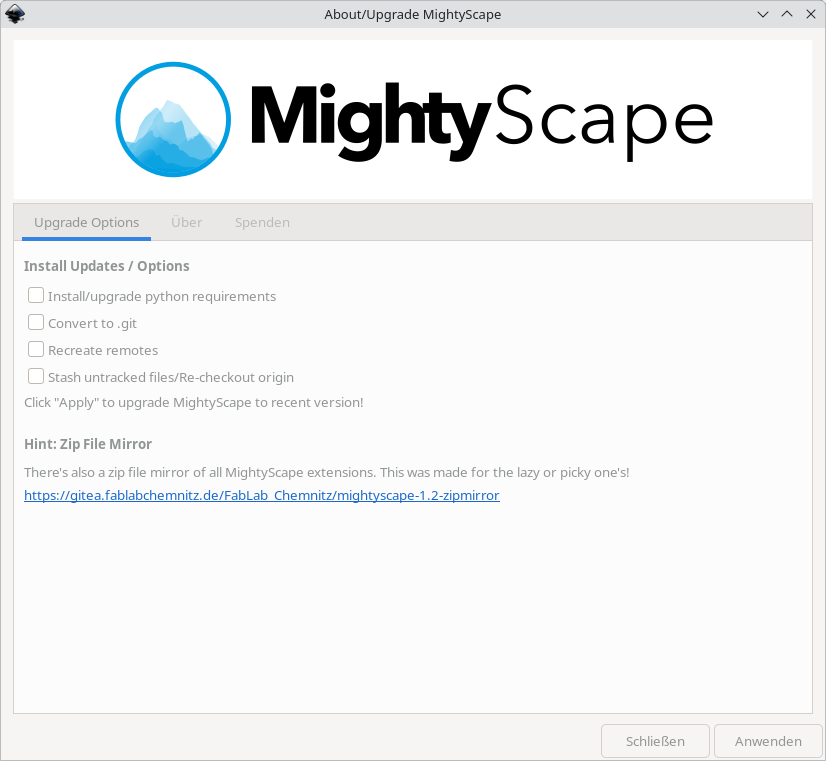 About/Upgrade MightyScape
MightyScape
Upgrade Options Über Spenden
Install Updates / Options
Install/upgrade python requirements
Convert to .git
Recreate remotes
Stash untracked files/Re-checkout origin
Click "Apply" to upgrade MightyScape to recent version!
Hint: Zip File Mirror
There's also a zip file mirror of all MightyScape extensions. This was made for the lazy or picky one's!
https://gitea.fablabchemnitz.de/FabLab_Chemnitz/mightyscape-1.2-zipmirror
Schließen Anwenden